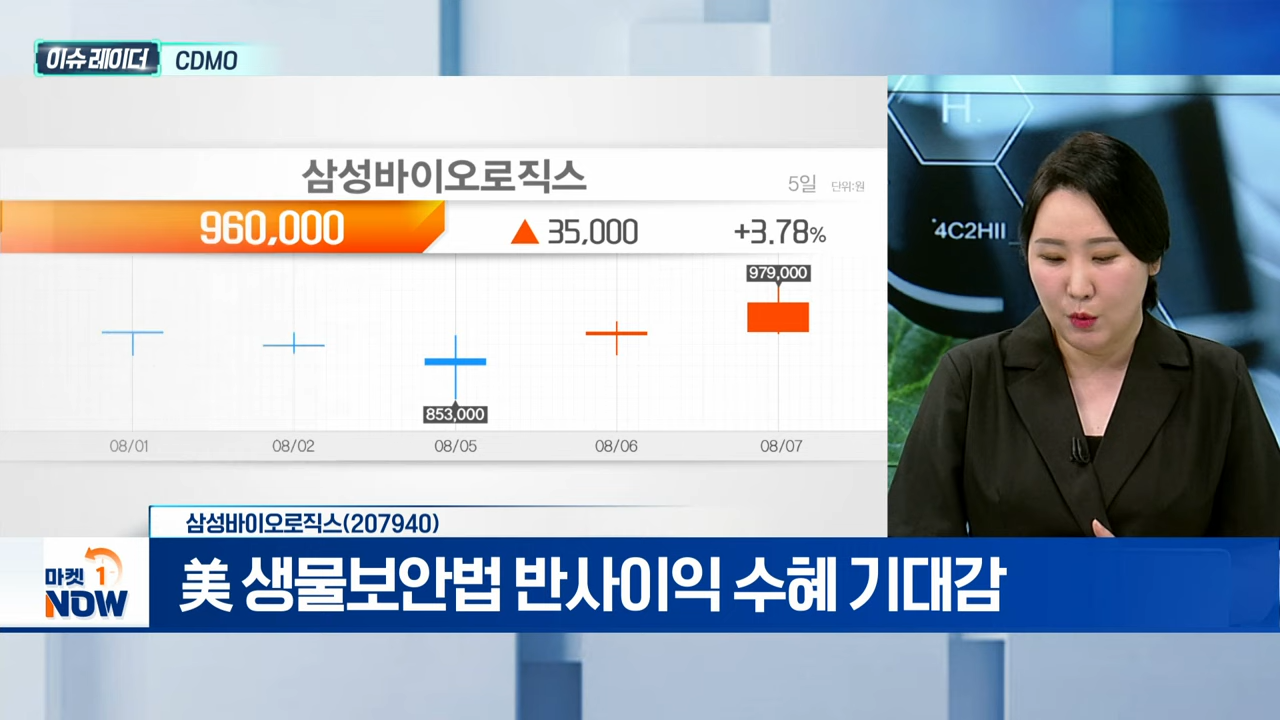 이슈 레이더 CDMO
삼성바이오로직스
5일 단위:원
960,000 ▲ 35,000 +3.78%
979,000
853,000
08/01 08/02 08/05 08/06 08/07
H.
4C2HII
삼성바이오로직스(207940)
마켓 1
NOW
美 생물보안법 반사이익 수혜 기대감